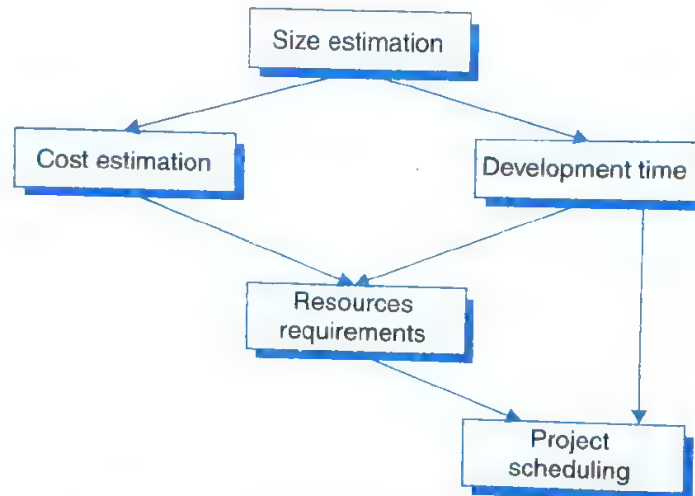 Size estimation
Cost estimation
Development time
Resources
requirements
Project
scheduling